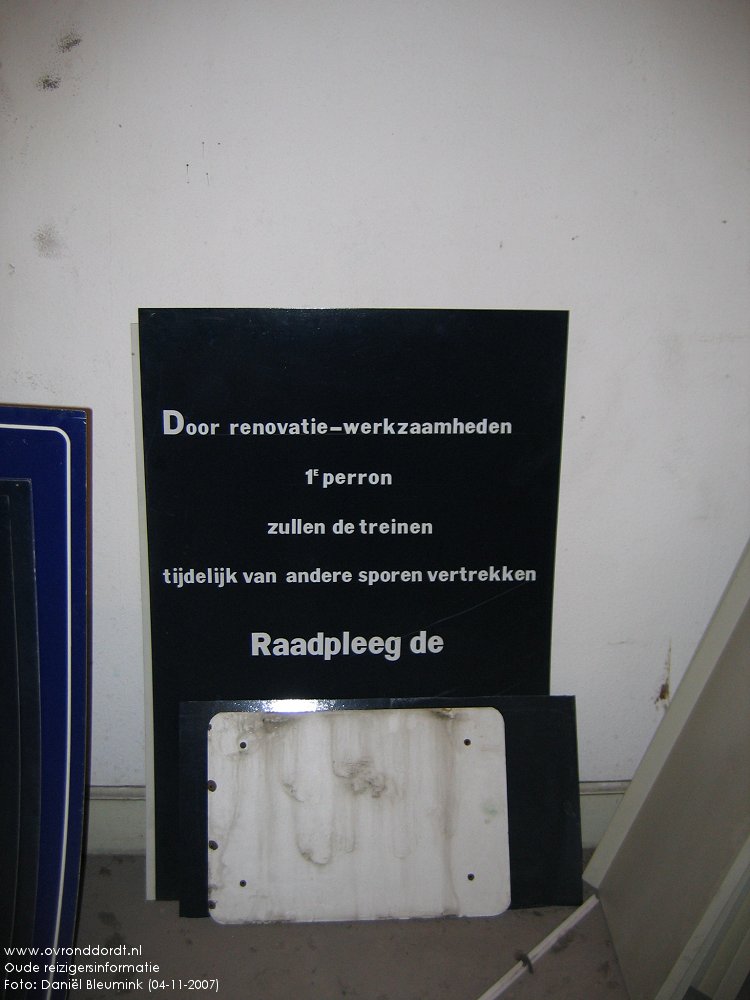 Door renovatie-werkzaamheden
1E perron
zullen de treinen
tijdelijk van andere sporen vertrekken
Raadpleeg de
www.ovronddordt.nl
Oude reizigersinformatie
Foto: Daniël Bleumink (04-11-2007)